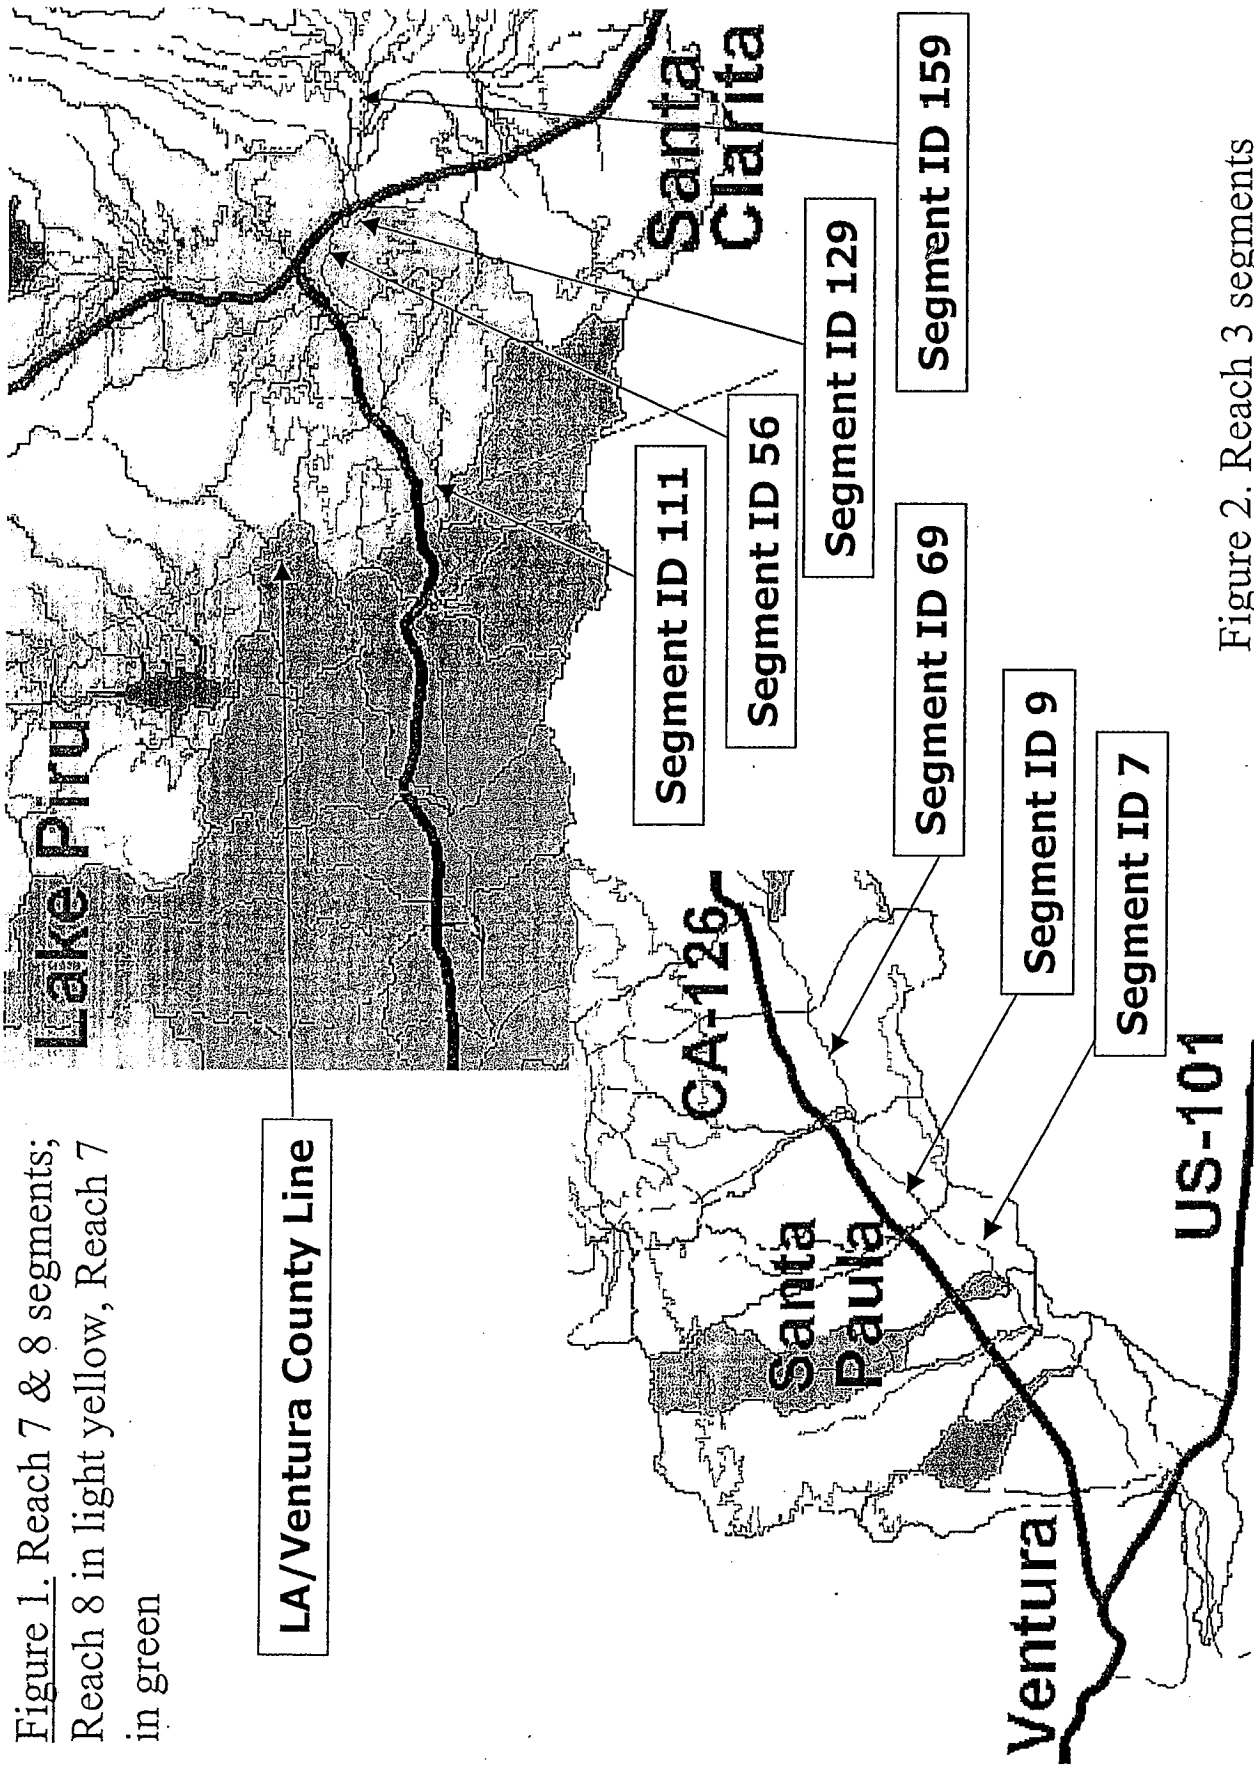 Figure 1. Reach 7 & 8 segments;
Reach 8 in light yellow, Reach 7
in green
Lake Piru
Santa
Clarita
LA/Ventura County Line
Segment ID 111
Segment ID 56
Segment ID 129
Segment ID 159
CA-126
Santa
Paula
Ventura
US-101
Segment ID 69
Segment ID 9
Segment ID 7
Figure 2. Reach 3 segments